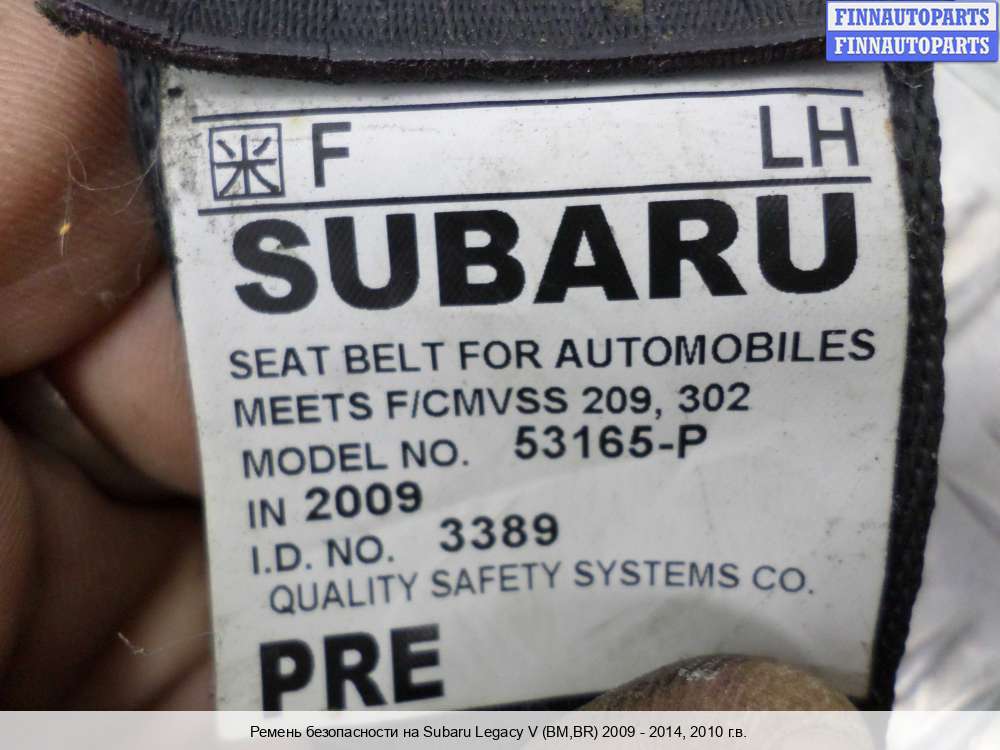 FINNAUTOPARTS
FINNAUTOPARTS
米 F LH
SUBARU
SEAT BELT FOR AUTOMOBILES
MEETS F/CMVSS 209, 302
MODEL NO. 53165-P
IN 2009
I.D. NO. 3389
QUALITY SAFETY SYSTEMS CO.
PRE
Ремень безопасности на Subaru Legacy V (BM,BR) 2009 - 2014, 2010 г.в.